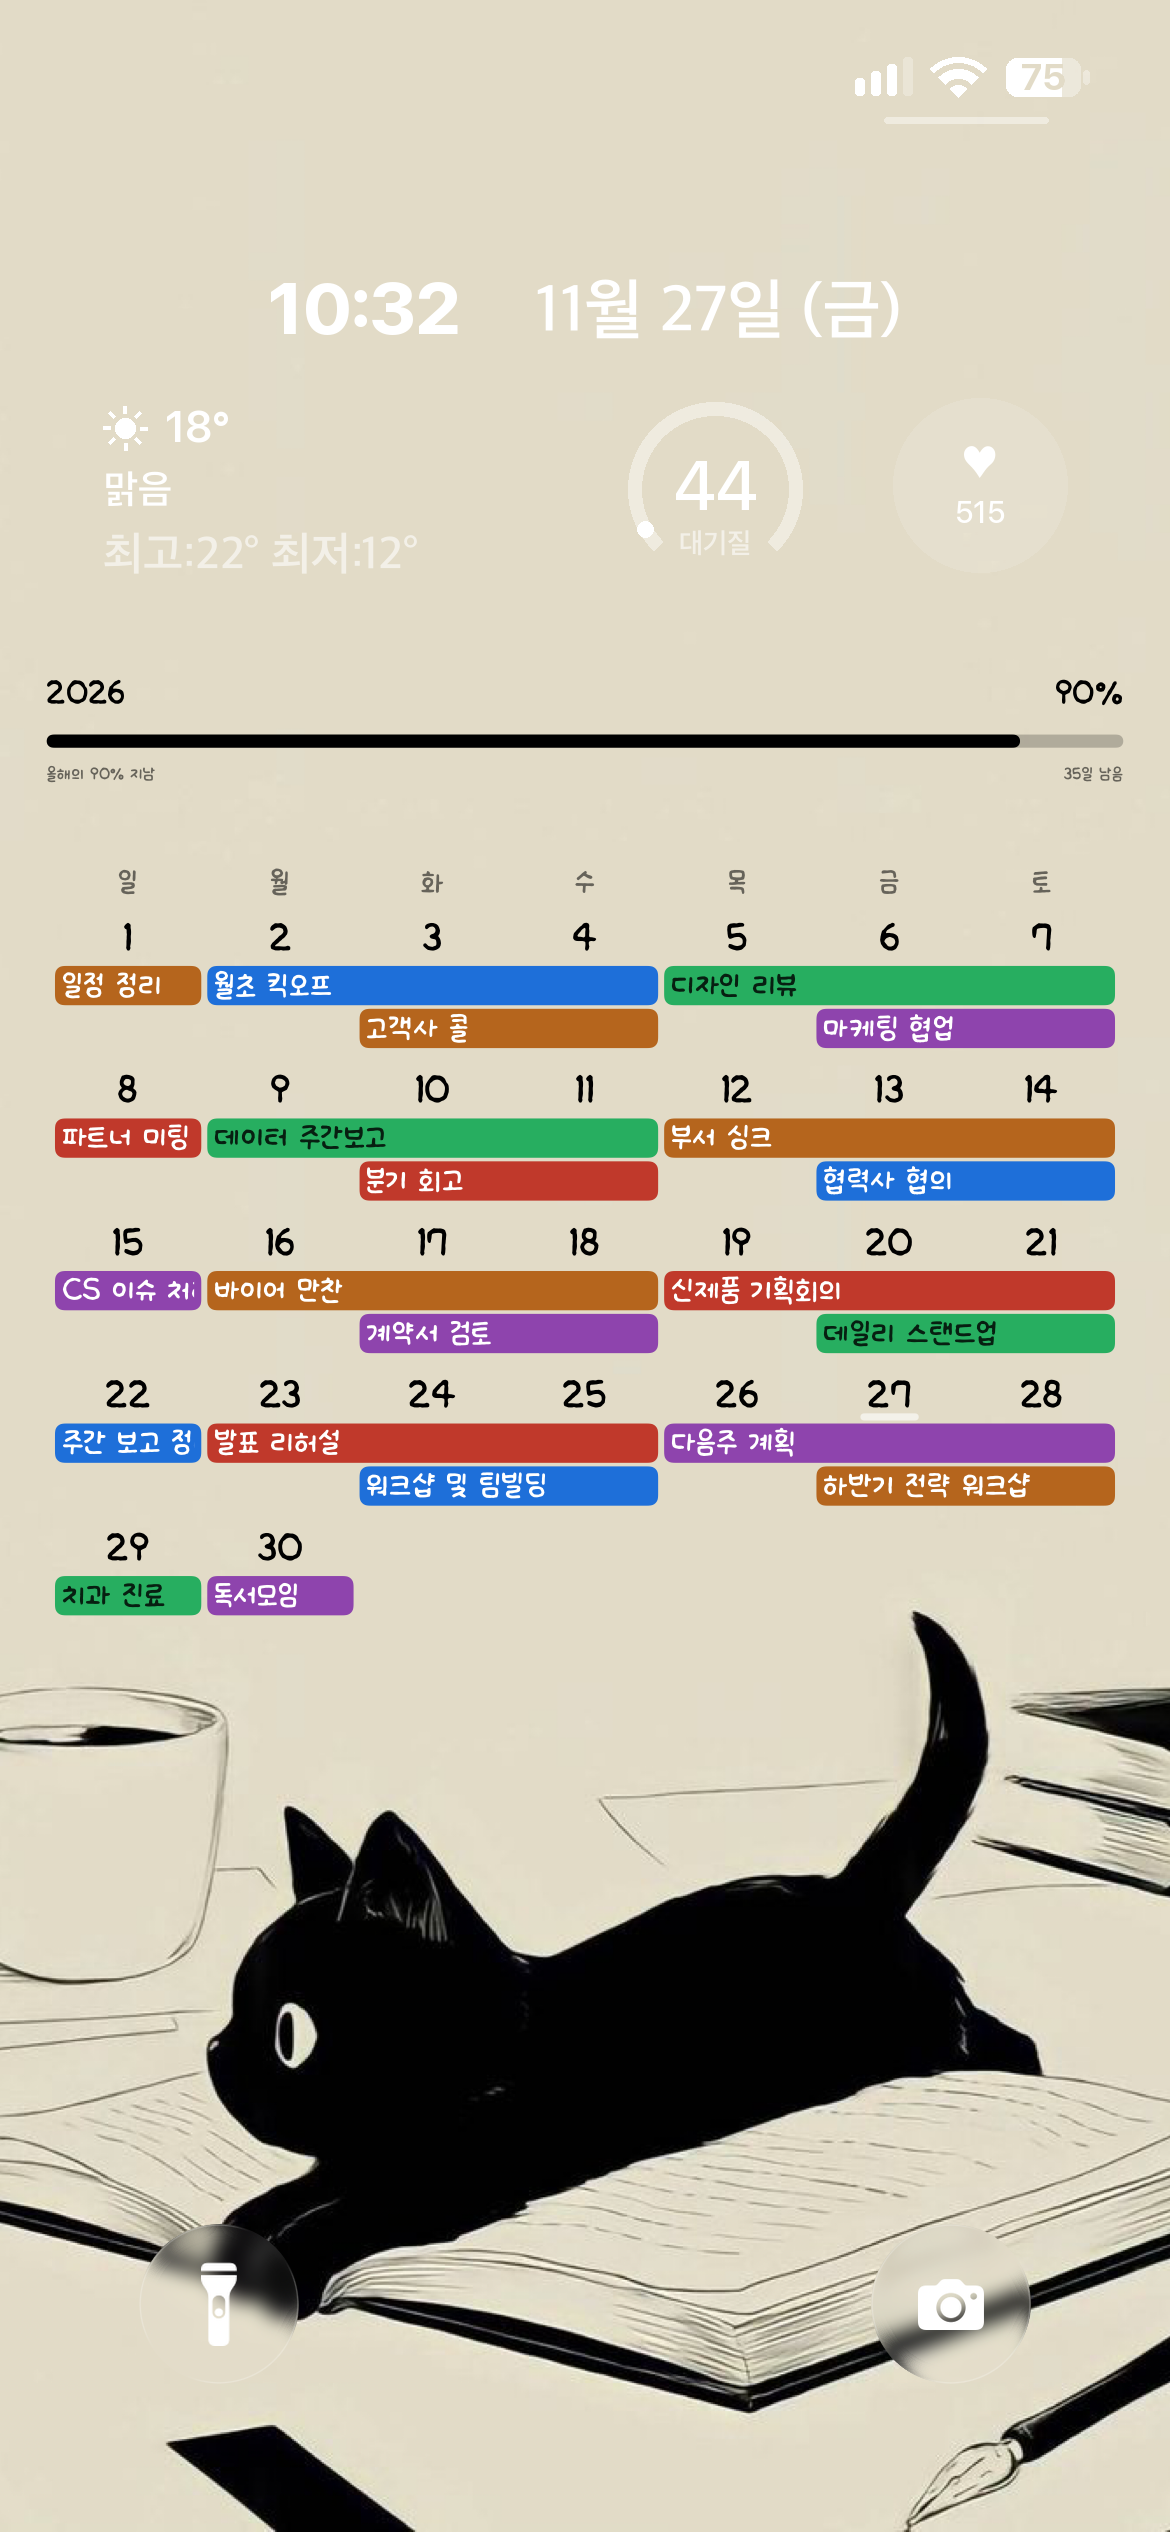 75
10:32 11월 27일 (금)
18°
맑음
최고:22° 최저:12°
44
대기질
515
2026 90%
올해의 90% 지남 35일 남음
일 월 화 수 목 금 토
1 2 3 4 5 6 7
일정 정리 월초 킥오프 디자인 리뷰
고객사 콜 마케팅 협업
8 9 10 11 12 13 14
파트너 미팅 데이터 주간보고 부서 싱크
분기 회고 협력사 협의
15 16 17 18 19 20 21
CS 이슈 바이어 만찬 신제품 기획회의
계약서 검토 데일리 스탠드업
22 23 24 25 26 27 28
주간 보고 정 발표 리허설 다음주 계획
워크샵 및 팀빌딩 하반기 전략 워크샵
29 30
치과 진료 독서모임